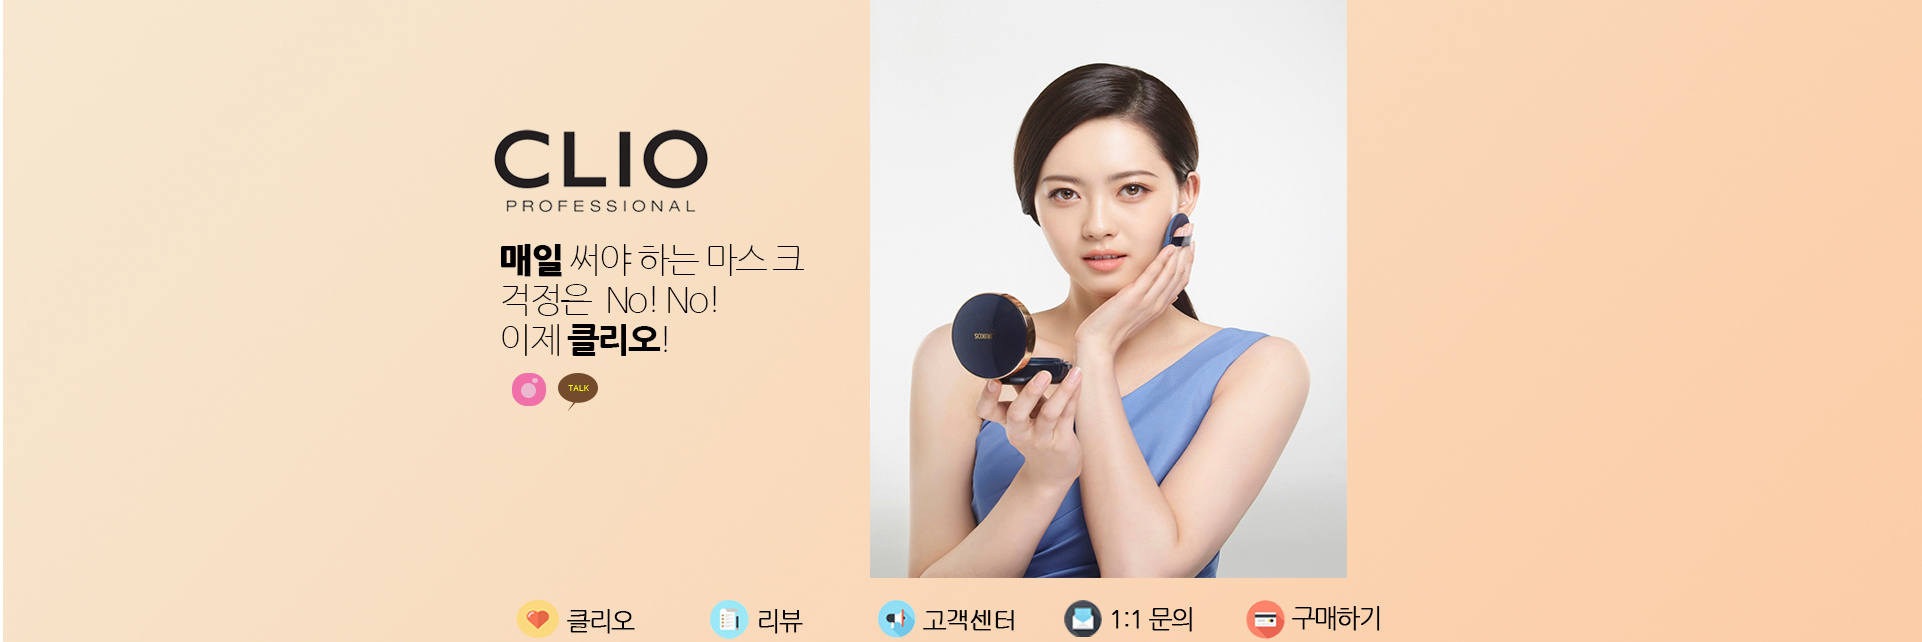 CLIO
PROFESSIONAL
매일 써야 하는 마스 크
걱정은 No! No!
이제 클리오!
TALK
클리오
리뷰
고객센터
1:1 문의
구매하기